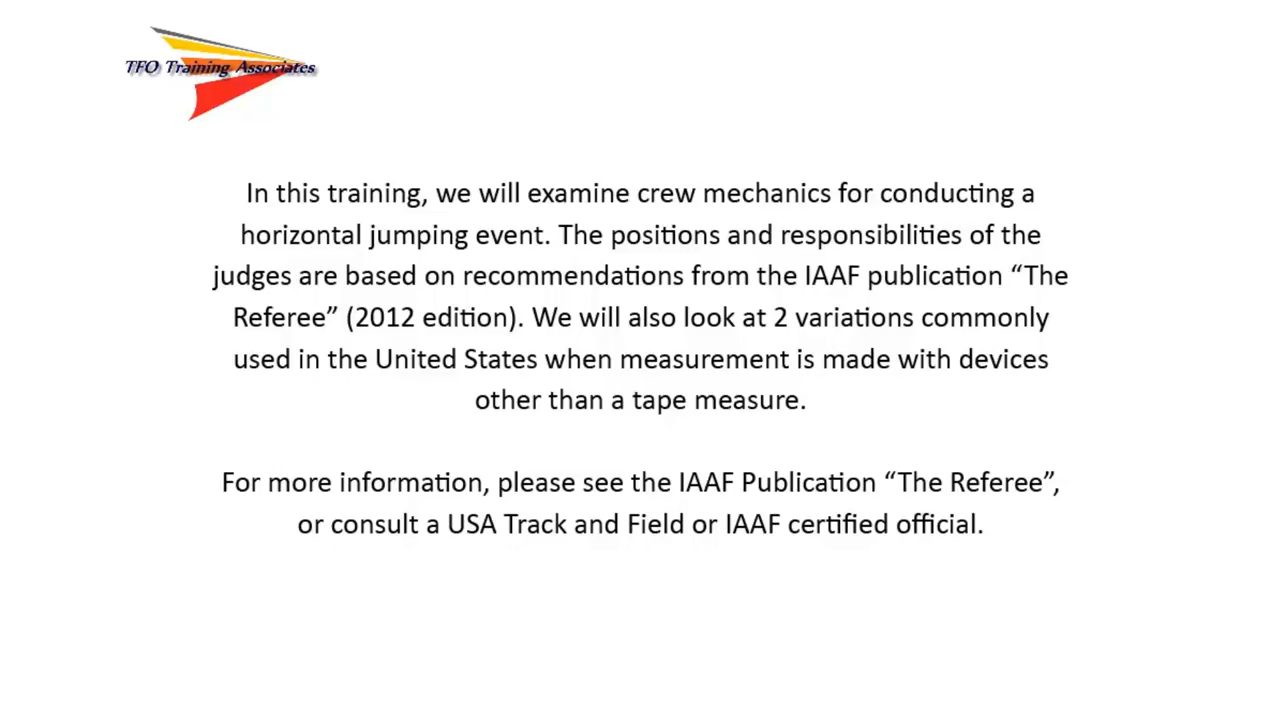 TFO Training Associates
In this training, we will examine crew mechanics for conducting a
horizontal jumping event. The positions and responsibilities of the
judges are based on recommendations from the IAAF publication “The
Referee” (2012 edition). We will also look at 2 variations commonly
used in the United States when measurement is made with devices
other than a tape measure.
For more information, please see the IAAF Publication “The Referee”,
or consult a USA Track and Field or IAAF certified official.